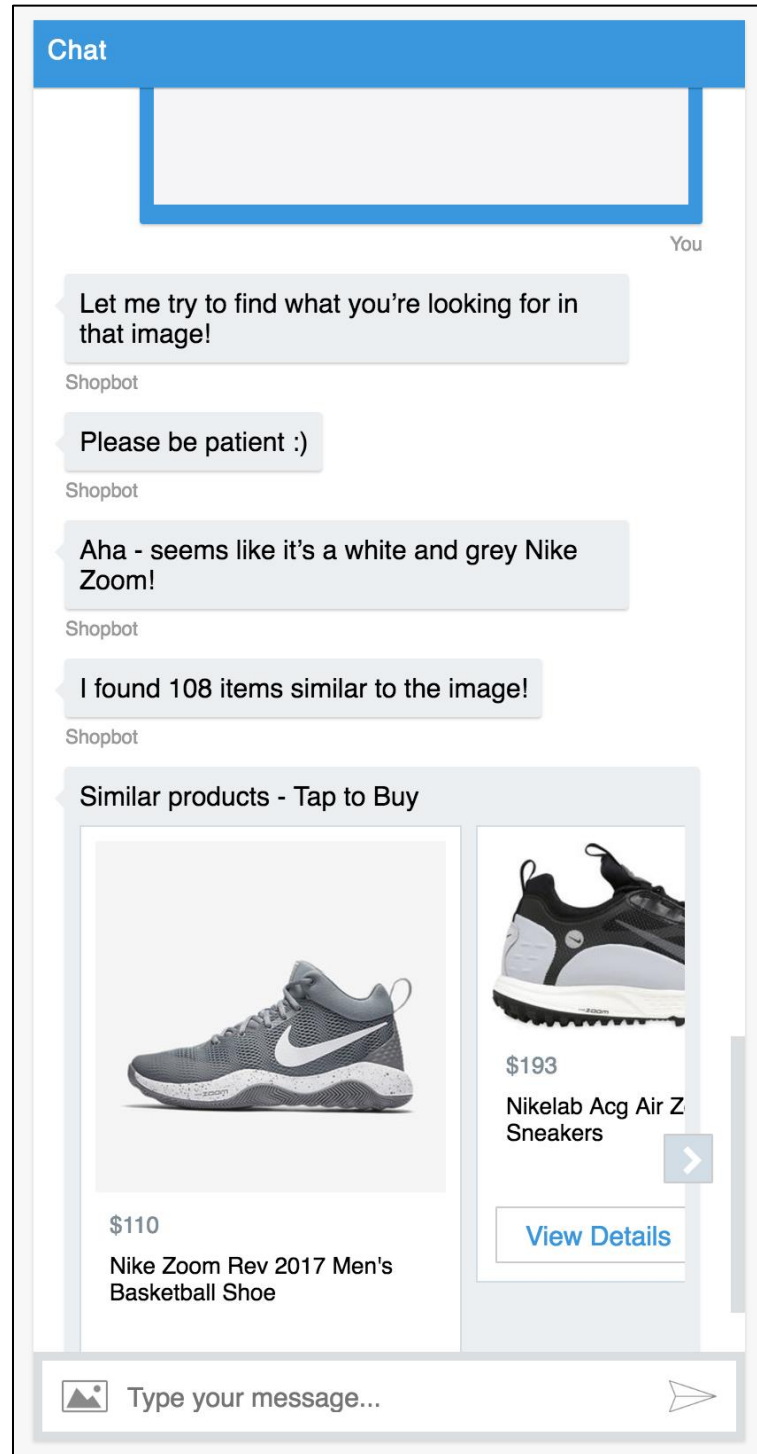 Chat
You
Let me try to find what you’re looking for in
that image!
Shopbot
Please be patient :)
Shopbot
Aha - seems like it’s a white and grey Nike
Zoom!
Shopbot
I found 108 items similar to the image!
Shopbot
Similar products - Tap to Buy
zoom
$110
Nike Zoom Rev 2017 Men's
Basketball Shoe
zoom
$193
Nikelab Acg Air Z
Sneakers
View Details
Type your message...